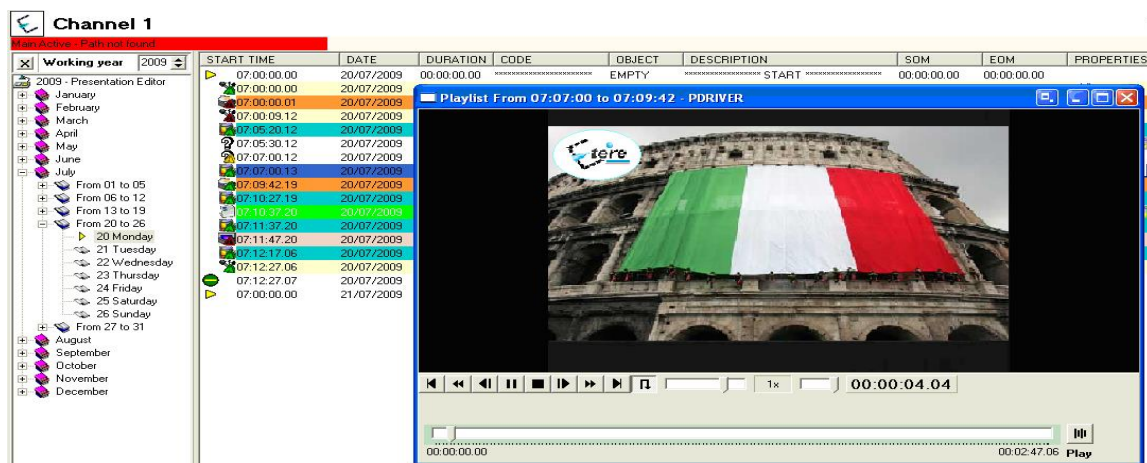 Channel 1
Main Active - Path not found
Working year 2009
START TIME DATE DURATION CODE OBJECT DESCRIPTION SOM EOM PROPERTIES
2009 - Presentation Editor
January
February
March
April
May
June
July
From 01 to 05
From 06 to 12
From 13 to 19
From 20 to 26
20 Monday
21 Tuesday
22 Wednesday
23 Thursday
24 Friday
25 Saturday
26 Sunday
From 27 to 31
August
September
October
November
December
07:00:00.00 20/07/2009 00:00:00.00 EMPTY START 00:00:00.00 00:00:00.00
07:00:00.00 20/07/2009
07:00:00.01 20/07/2009
07:00:09.12 20/07/2009
07:05:20.12 20/07/2009
07:05:30.12 20/07/2009
07:07:00.12 20/07/2009
07:07:00.13 20/07/2009
07:09:42.19 20/07/2009
07:10:27.19 20/07/2009
07:10:37.20 20/07/2009
07:11:37.20 20/07/2009
07:11:47.20 20/07/2009
07:12:17.06 20/07/2009
07:12:27.06 20/07/2009
07:12:27.07 20/07/2009
07:00:00.00 21/07/2009
Playlist From 07:07:00 to 07:09:42 - PDRIVER
Etere
1x 00:00:04.04
00:00:00.00 00:02:47.06 Play